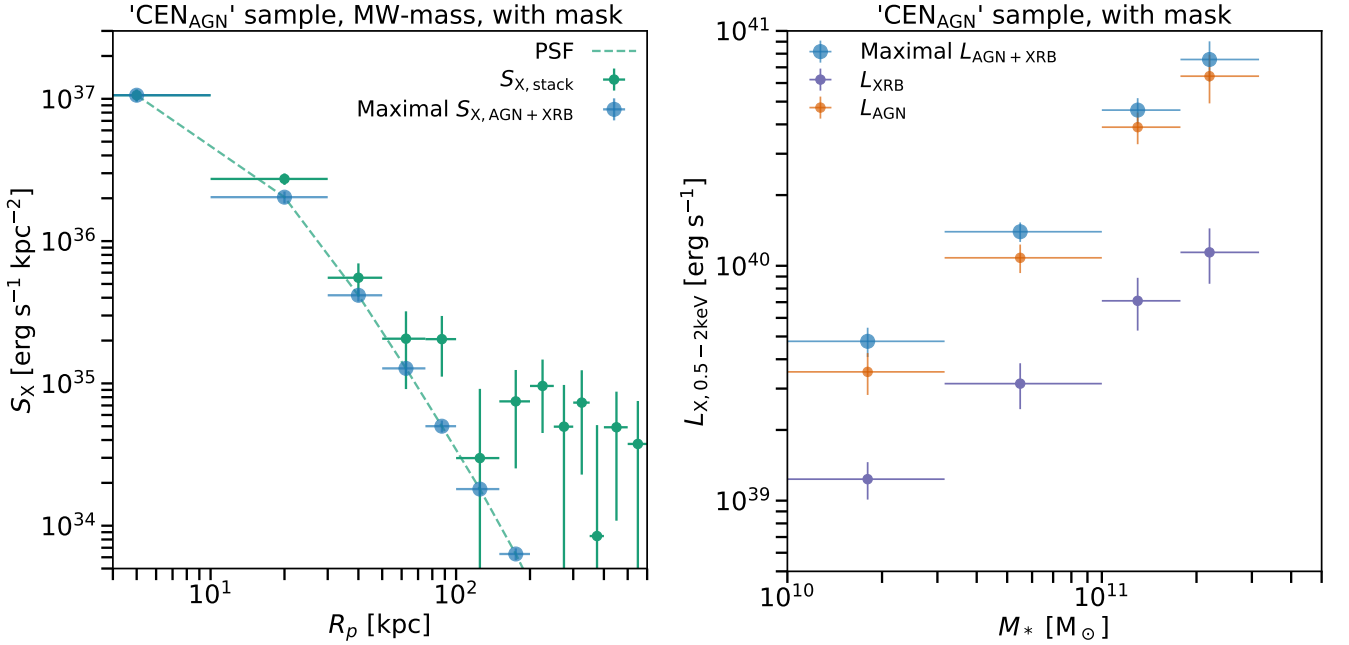 'CEN_AGN' sample, MW-mass, with mask
PSF
S_X, stack
Maximal S_X, AGN + XRB
10^37
10^36
10^35
10^34
S_X [erg s^−1 kpc^−2]
10^1
10^2
R_p [kpc]
'CEN_AGN' sample, with mask
Maximal L_AGN + XRB
L_XRB
L_AGN
10^41
10^40
10^39
L_X, 0.5 − 2keV [erg s^−1]
10^10
10^11
M_* [M_⊙]